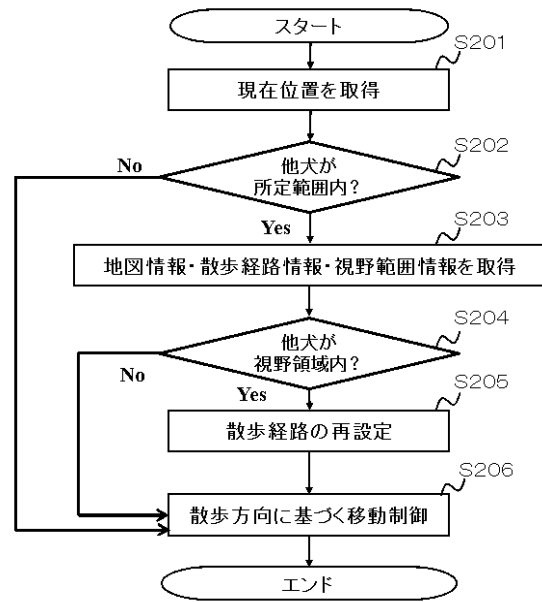 スタート
S201
現在位置を取得
S202
No
他犬が
所定範囲内?
Yes
S203
地図情報・散歩経路情報・視野範囲情報を取得
S204
他犬が
視野領域内?
No
Yes
S205
散歩経路の再設定
S206
散歩方向に基づく移動制御
エンド